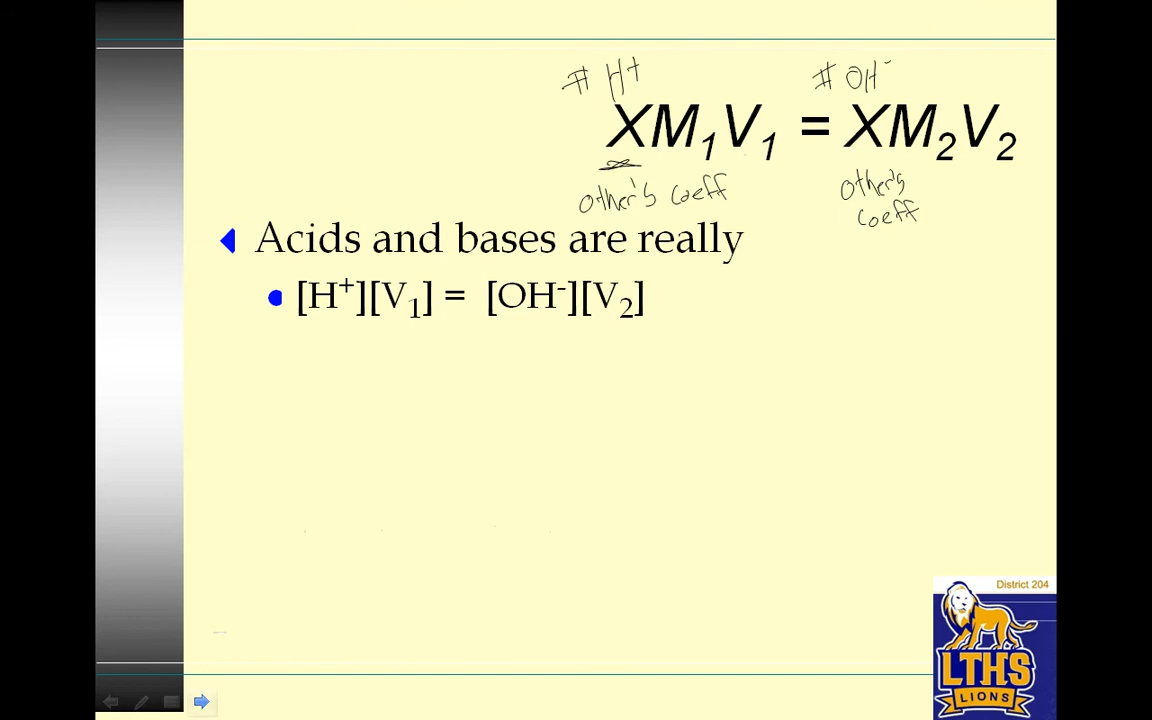 # H⁺ # OH⁻
XM₁V₁ = XM₂V₂
other's coeff other's
coeff
Acids and bases are really
[H⁺][V₁] = [OH⁻][V₂]
District 204
LTHS
LIONS